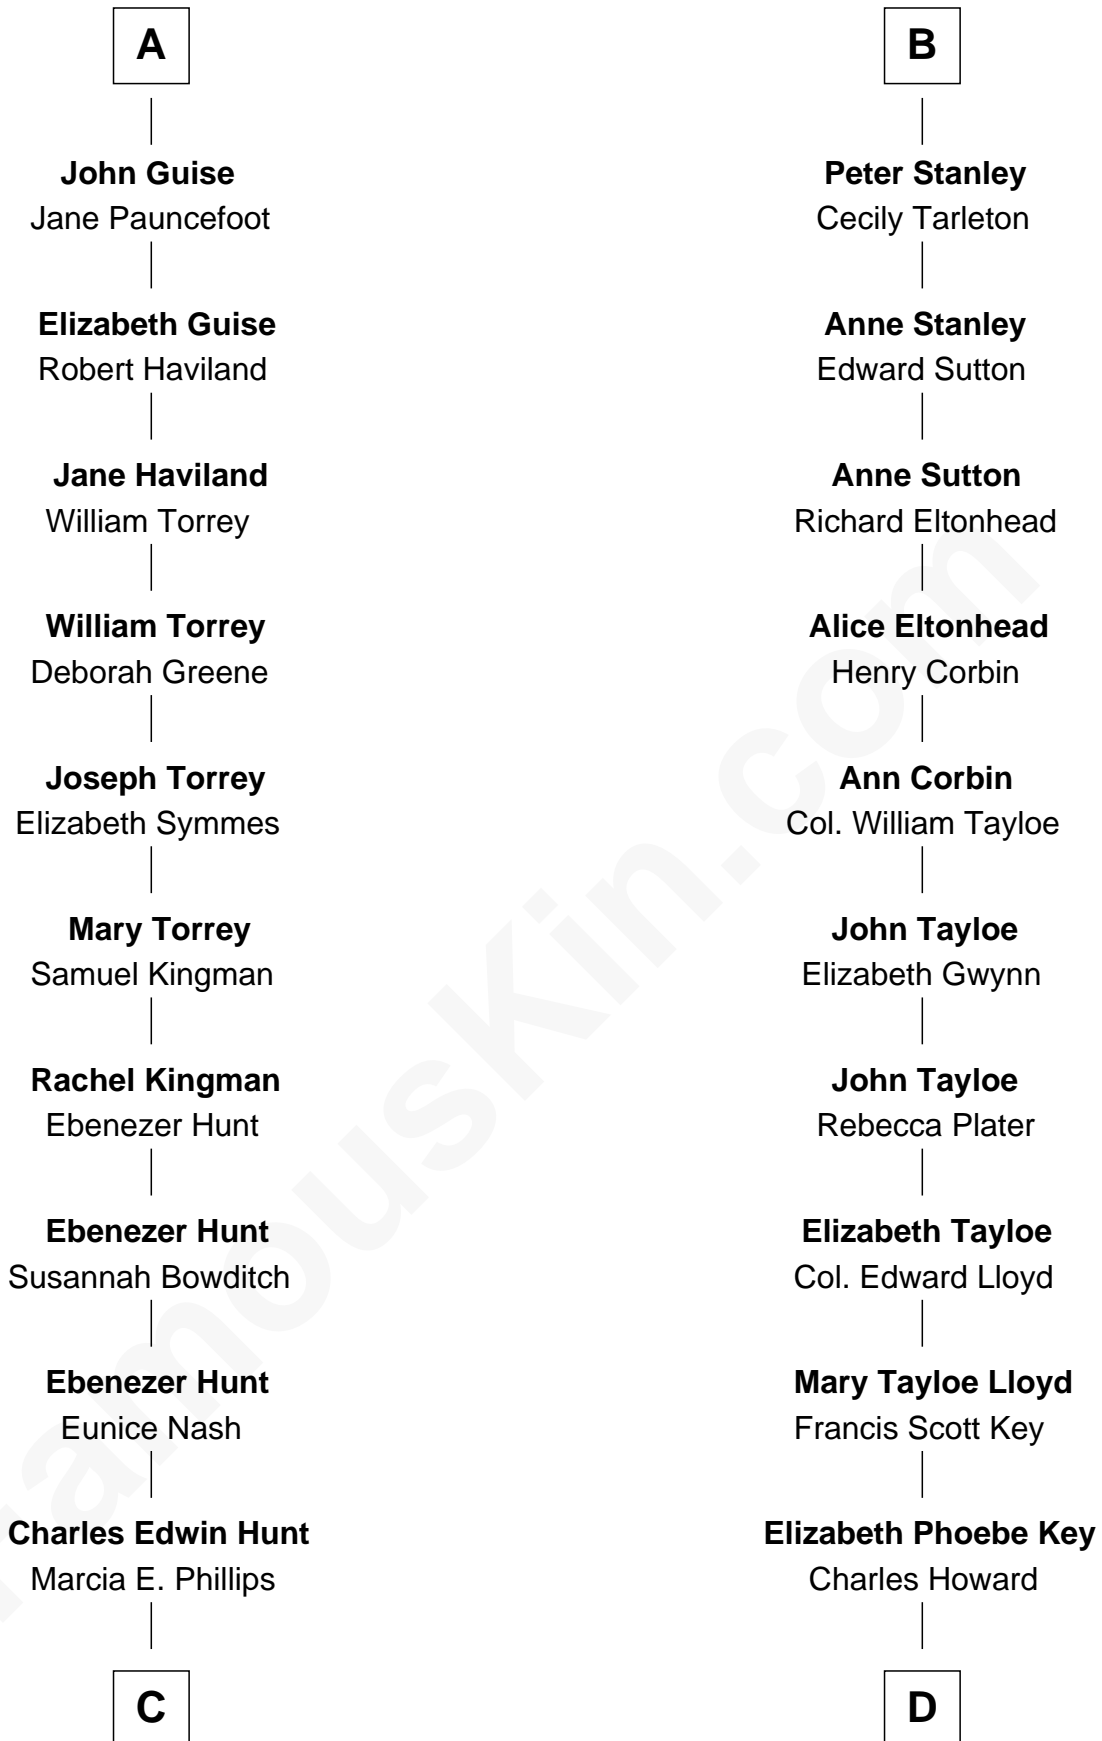 A
John Guise
Jane Pauncefoot
Elizabeth Guise
Robert Haviland
Jane Haviland
William Torrey
William Torrey
Deborah Greene
Joseph Torrey
Elizabeth Symmes
Mary Torrey
Samuel Kingman
Rachel Kingman
Ebenezer Hunt
Ebenezer Hunt
Susannah Bowditch
Ebenezer Hunt
Eunice Nash
Charles Edwin Hunt
Marcia E. Phillips
C
B
Peter Stanley
Cecily Tarleton
Anne Stanley
Edward Sutton
Anne Sutton
Richard Eltonhead
Alice Eltonhead
Henry Corbin
Ann Corbin
Col. William Tayloe
John Tayloe
Elizabeth Gwynn
John Tayloe
Rebecca Plater
Elizabeth Tayloe
Col. Edward Lloyd
Mary Tayloe Lloyd
Francis Scott Key
Elizabeth Phoebe Key
Charles Howard
D
FamousKin.com